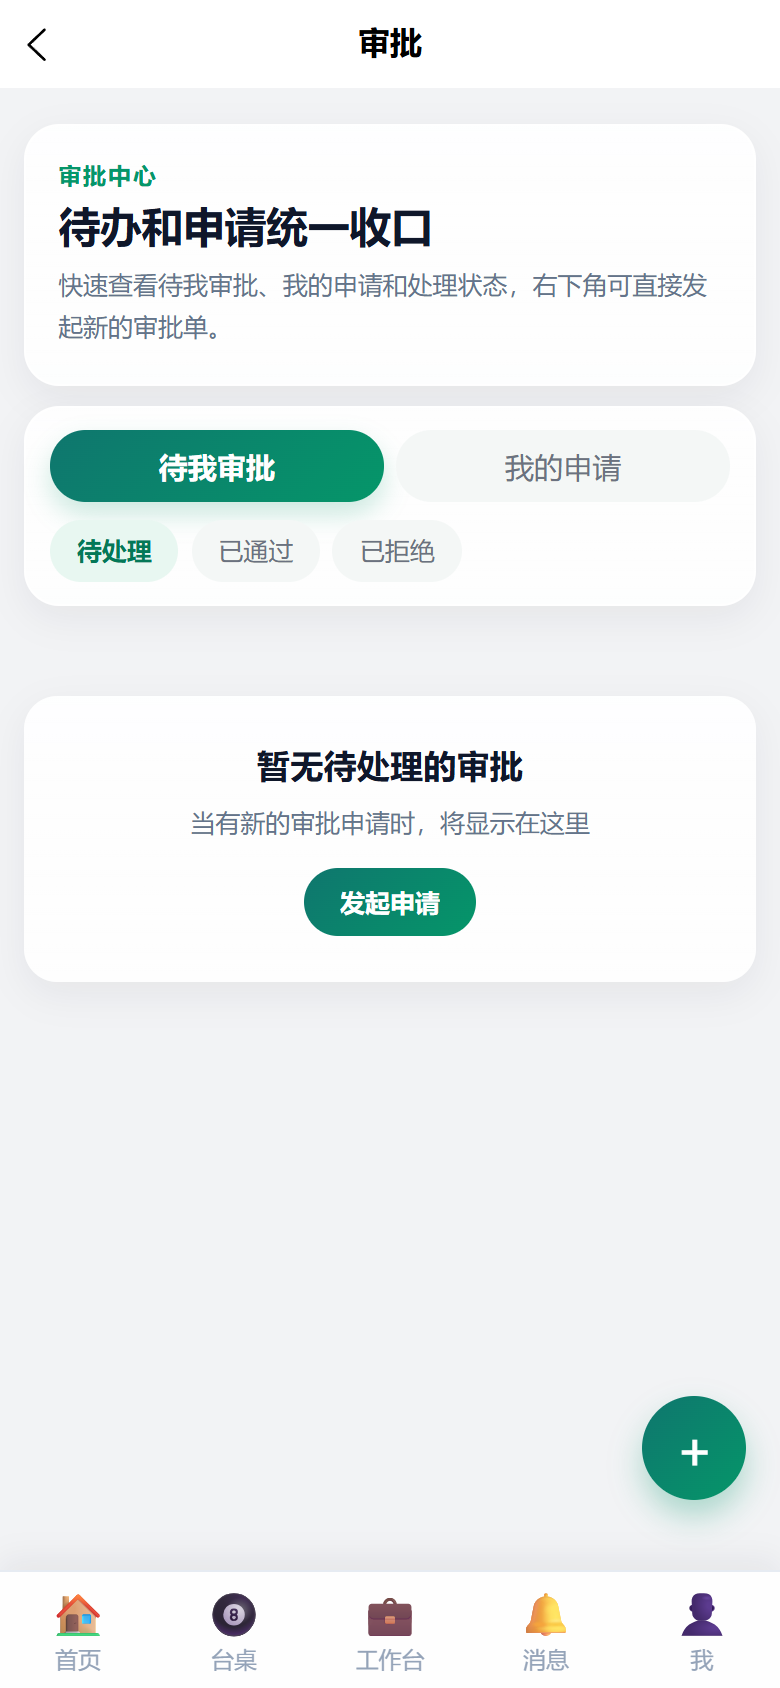 审批
审批中心
待办和申请统一收口
快速查看待我审批、我的申请和处理状态，右下角可直接发
起新的审批单。
待我审批 我的申请
待处理 已通过 已拒绝
暂无待处理的审批
当有新的审批申请时，将显示在这里
发起申请
+
8
首页 台桌 工作台 消息 我